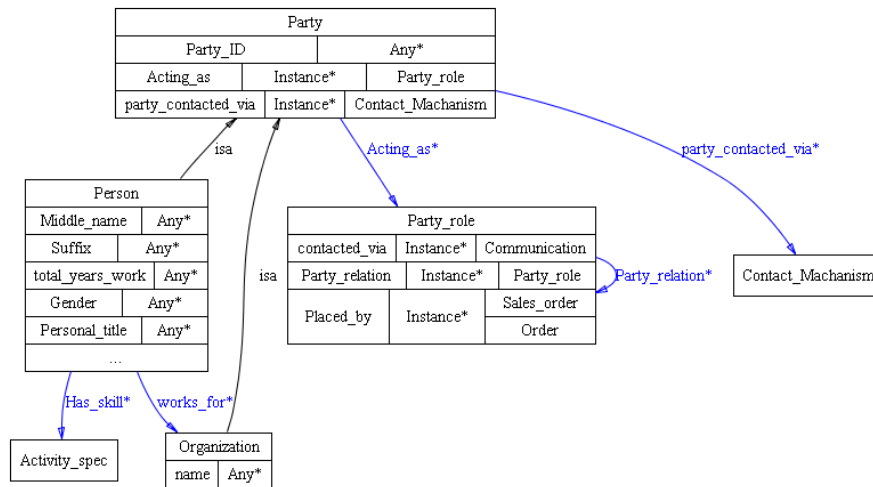 Party
Party_ID Any*
Acting_as Instance* Party_role
party_contacted_via Instance* Contact_Machanism
isa
Acting_as*
party_contacted_via*
Person
Middle_name Any*
Suffix Any*
total_years_work Any*
Gender Any*
Personal_title Any*
...
isa
Party_role
contacted_via Instance* Communication
Party_relation Instance* Party_role
Placed_by Instance* Sales_order
Order
Party_relation*
Contact_Machanism
Has_skill*
works_for*
Activity_spec
Organization
name Any*